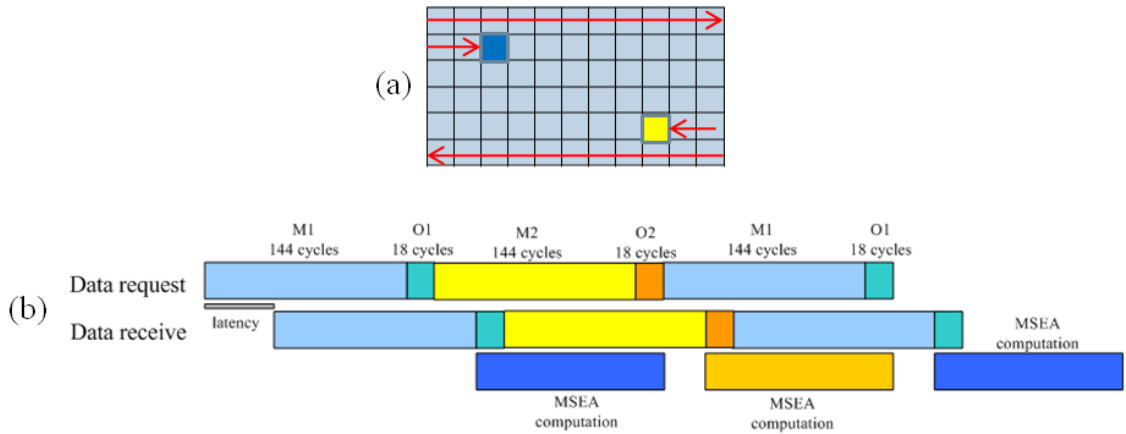 (a)
M1
144 cycles
O1
18 cycles
M2
144 cycles
O2
18 cycles
M1
144 cycles
O1
18 cycles
(b)
Data request
latency
Data receive
MSEA
computation
MSEA
computation
MSEA
computation